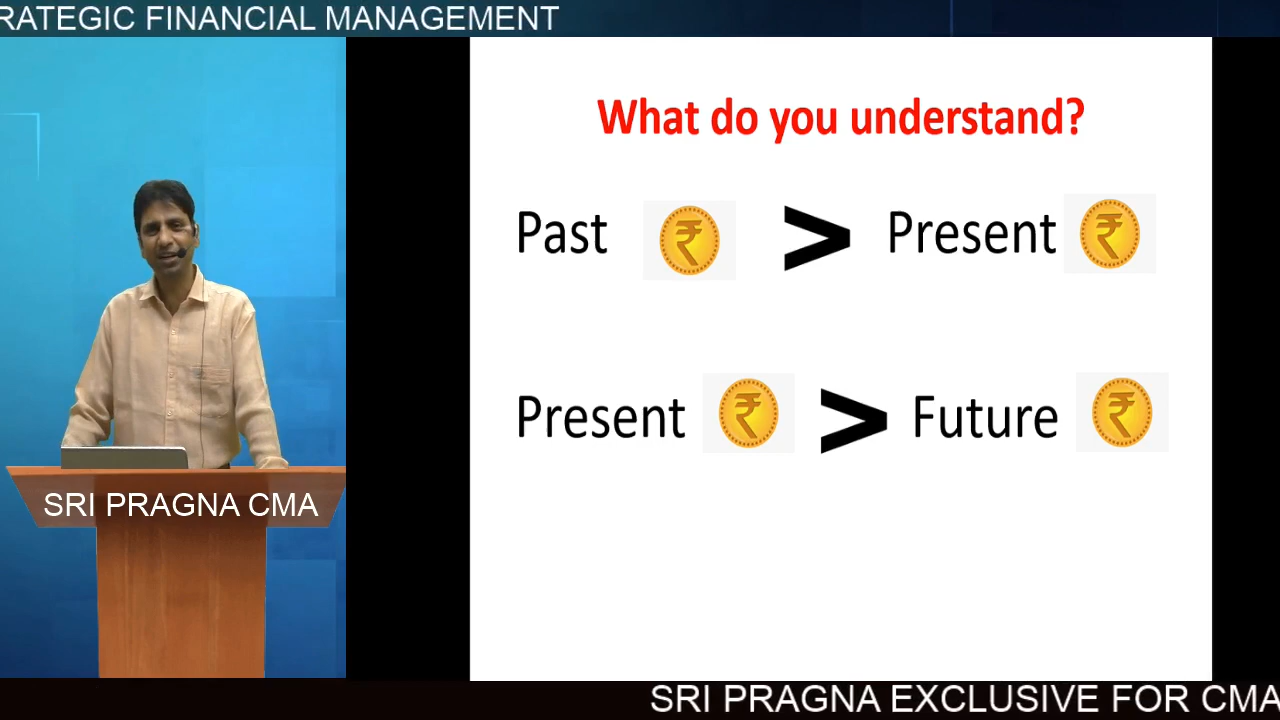 RATEGIC FINANCIAL MANAGEMENT
What do you understand?
Past ₹ > Present ₹
Present ₹ > Future ₹
SRI PRAGNA CMA
SRI PRAGNA EXCLUSIVE FOR CMA